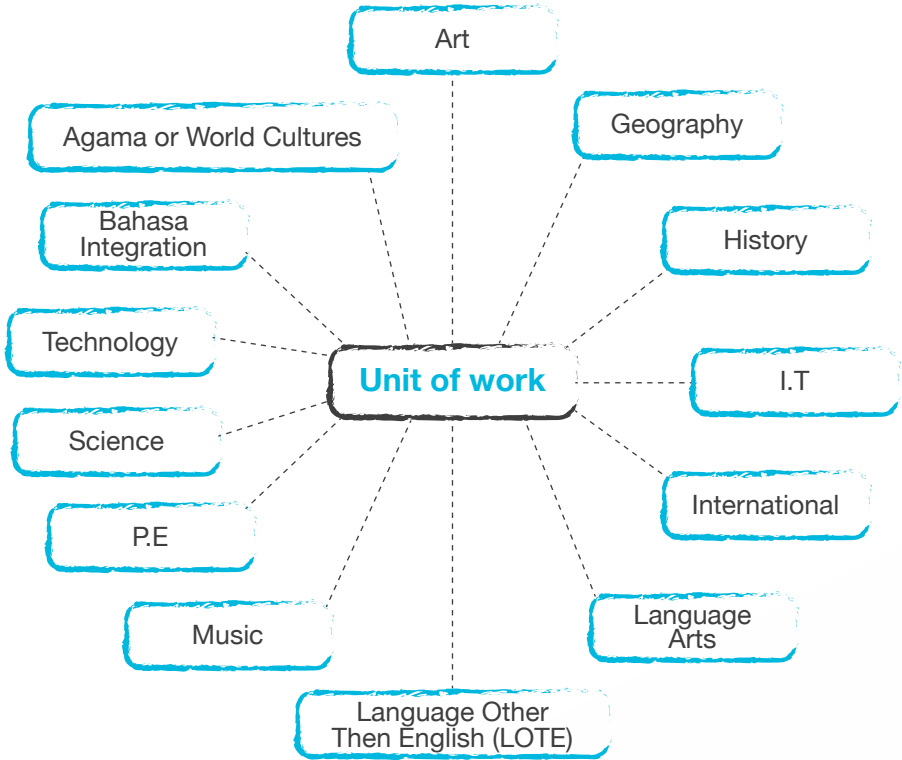 Art
Geography
Agama or World Cultures
Bahasa
Integration
History
Technology
Unit of work
I.T
Science
International
P.E
Language
Arts
Music
Language Other
Then English (LOTE)